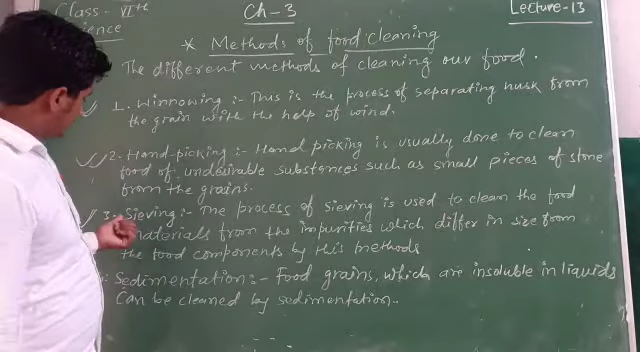 Class - VIth
Science
Ch-3
Lecture-13
* Methods of food cleaning
The different methods of cleaning our food.
1. Winnowing :- This is the process of separating husk from
the grain with the help of wind.
2. Hand-picking :- Hand picking is usually done to clean
food of undesirable substances such as small pieces of stone
from the grains.
3. Sieving :- The process of sieving is used to clean the food
materials from the impurities which differ in size from
the food components by this methods
Sedimentation :- Food grains, which are insoluble in liquids
Can be cleaned by sedimentation..